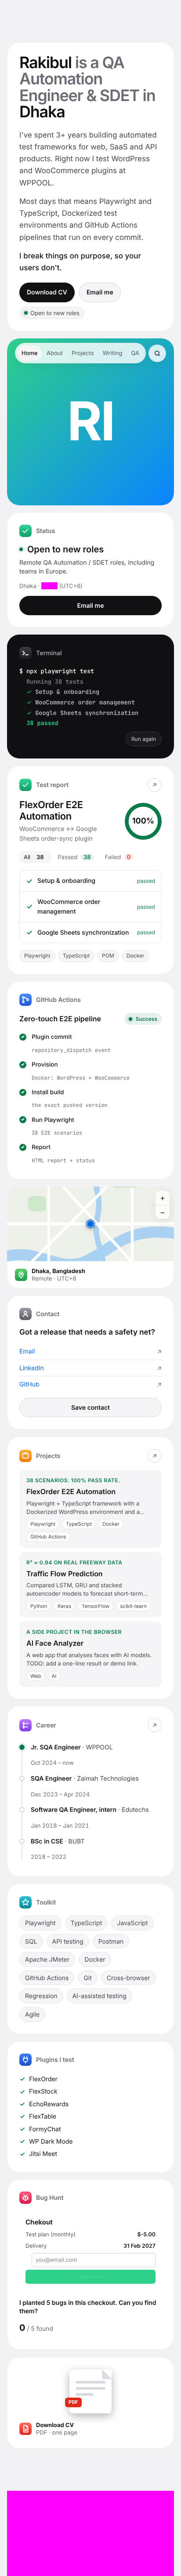 Rakibul is a QA
Automation
Engineer & SDET in
Dhaka
I've spent 3+ years building automated
test frameworks for web, SaaS and API
products. Right now I test WordPress
and WooCommerce plugins at
WPPOOL.
Most days that means Playwright and
TypeScript, Dockerized test
environments and GitHub Actions
pipelines that run on every commit.
I break things on purpose, so your
users don't.
Download CV
Email me
Open to new roles
Home
About
Projects
Writing
QA
RI
Status
Open to new roles
Remote QA Automation / SDET roles, including
teams in Europe.
Dhaka ·
(UTC+6)
Email me
Terminal
$ npx playwright test
Running 38 tests
✓ Setup & onboarding
✓ WooCommerce order management
✓ Google Sheets synchronization
38 passed
Run again
Test report
FlexOrder E2E
Automation
WooCommerce ↔ Google
Sheets order-sync plugin
100%
All 38
Passed 38
Failed 0
Setup & onboarding passed
WooCommerce order
management
passed
Google Sheets synchronization passed
Playwright
TypeScript
POM
Docker
GitHub Actions
Zero-touch E2E pipeline
Success
Plugin commit
repository_dispatch event
Provision
Docker: WordPress + WooCommerce
Install build
the exact pushed version
Run Playwright
38 E2E scenarios
Report
HTML report + status
+
−
Dhaka, Bangladesh
Remote · UTC+6
Contact
Got a release that needs a safety net?
Email
LinkedIn
GitHub
Save contact
Projects
38 SCENARIOS. 100% PASS RATE.
FlexOrder E2E Automation
Playwright + TypeScript framework with a
Dockerized WordPress environment and a…
Playwright
TypeScript
Docker
GitHub Actions
R² = 0.94 ON REAL FREEWAY DATA
Traffic Flow Prediction
Compared LSTM, GRU and stacked
autoencoder models to forecast short-term…
Python
Keras
TensorFlow
scikit-learn
A SIDE PROJECT IN THE BROWSER
AI Face Analyzer
A web app that analyses faces with AI models.
TODO: add a one-line result or demo link.
Web
AI
Career
Jr. SQA Engineer · WPPOOL
Oct 2024 – now
SQA Engineer · Zaimah Technologies
Dec 2023 – Apr 2024
Software QA Engineer, intern · Edutechs
Jan 2018 – Jan 2021
BSc in CSE · BUBT
2018 – 2022
Toolkit
Playwright
TypeScript
JavaScript
SQL
API testing
Postman
Apache JMeter
Docker
GitHub Actions
Git
Cross-browser
Regression
AI-assisted testing
Agile
Plugins I test
FlexOrder
FlexStock
EchoRewards
FlexTable
FormyChat
WP Dark Mode
Jitsi Meet
Bug Hunt
Chekout
Test plan (monthly) $-5.00
Delivery 31 Feb 2027
you@email.com
I planted 5 bugs in this checkout. Can you find
them?
0 / 5 found
PDF
Download CV
PDF · one page